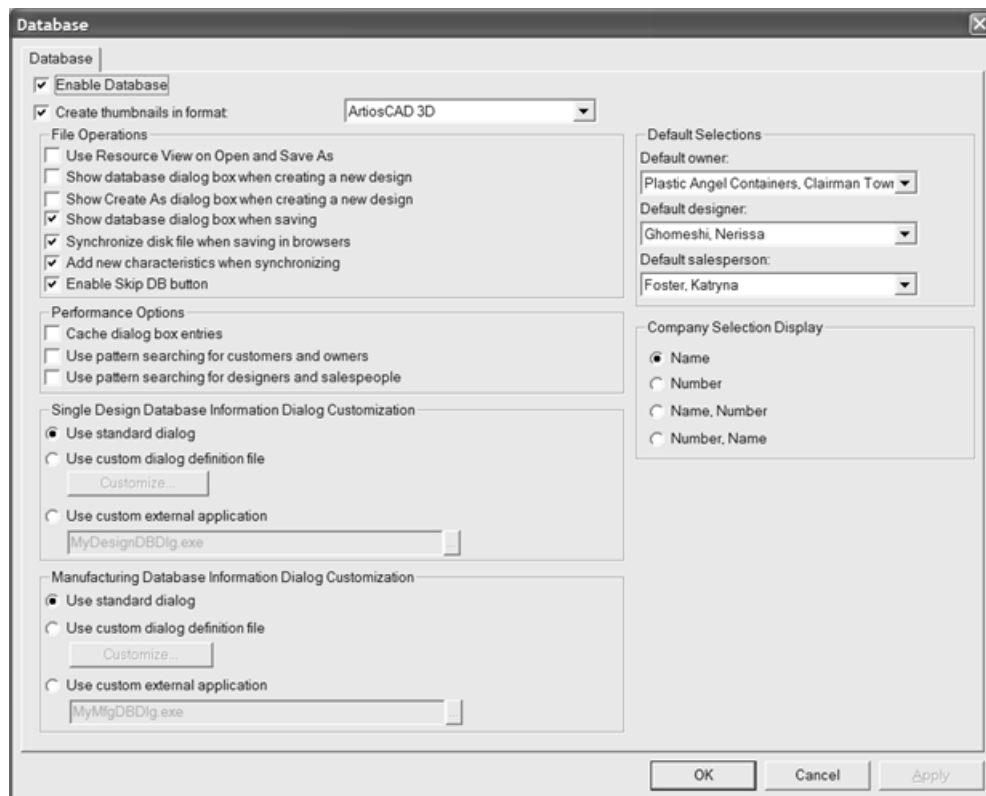 Database
Database
Enable Database
Create thumbnails in format:
ArtiosCAD 3D
File Operations
Use Resource View on Open and Save As
Show database dialog box when creating a new design
Show Create As dialog box when creating a new design
Show database dialog box when saving
Synchronize disk file when saving in browsers
Add new characteristics when synchronizing
Enable Skip DB button
Performance Options
Cache dialog box entries
Use pattern searching for customers and owners
Use pattern searching for designers and salespeople
Single Design Database Information Dialog Customization
Use standard dialog
Use custom dialog definition file
Customize...
Use custom external application
MyDesignDBDlg.exe
...
Manufacturing Database Information Dialog Customization
Use standard dialog
Use custom dialog definition file
Customize...
Use custom external application
MyMfgDBDlg.exe
...
Default Selections
Default owner:
Plastic Angel Containers, Clairman Town
Default designer:
Ghomeshi, Nerissa
Default salesperson:
Foster, Katryna
Company Selection Display
Name
Number
Name, Number
Number, Name
OK
Cancel
Apply